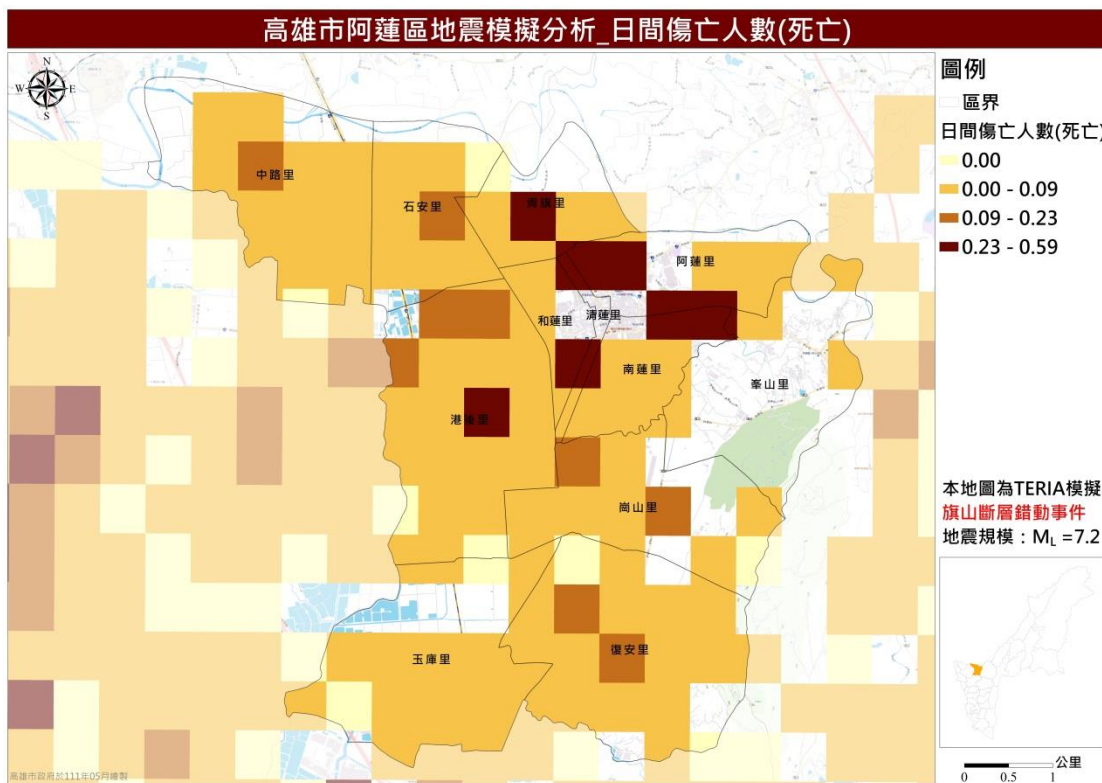 高雄市阿蓮區地震模擬分析_日間傷亡人數(死亡)
N
W
E
S
圖例
區界
日間傷亡人數(死亡)
0.00
0.00 - 0.09
0.09 - 0.23
0.23 - 0.59
中路里
石安里
阿蓮里
和蓮里
清蓮里
南蓮里
峯山里
港後里
崗山里
玉庫里
復安里
本地圖為TERIA模擬
旗山斷層錯動事件
地震規模：ML =7.2
公里
0 0.5 1
高雄市政府於111年05月繪製